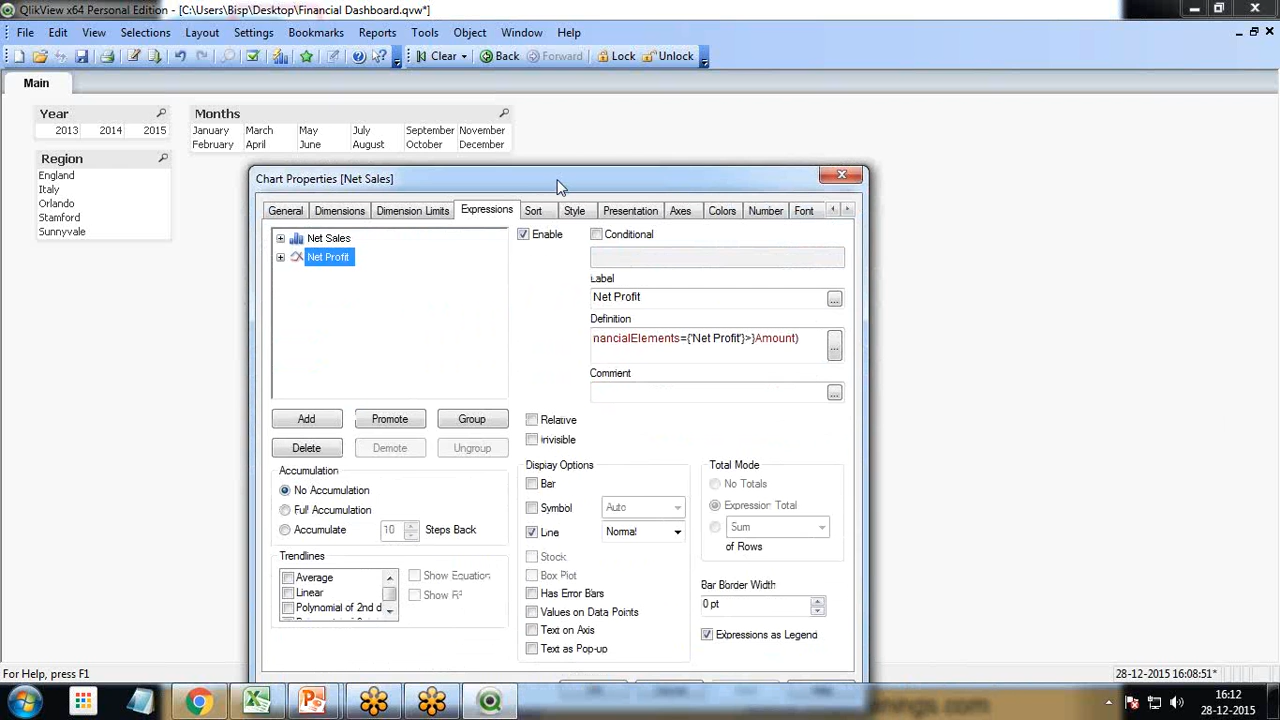 QlikView x64 Personal Edition - [C:\Users\Bisp\Desktop\Financial Dashboard.qvw*]
File Edit View Selections Layout Settings Bookmarks Reports Tools Object Window Help
Clear Back Forward Lock Unlock
Main
Year
2013 2014 2015
Months
January March May July September November
February April June August October December
Region
England
Italy
Orlando
Stamford
Sunnyvale
Chart Properties [Net Sales]
General Dimensions Dimension Limits Expressions Sort Style Presentation Axes Colors Number Font
Net Sales
Net Profit
Enable Conditional
Label
Net Profit
Definition
nancialElements={'Net Profit'}>}Amount)
Comment
Add Promote Group
Delete Demote Ungroup
Relative
Invisible
Accumulation
No Accumulation
Full Accumulation
Accumulate 10 Steps Back
Trendlines
Average
Linear
Polynomial of 2nd d
Show Equation
Show R²
Display Options
Bar
Symbol Auto
Line Normal
Stock
Box Plot
Has Error Bars
Values on Data Points
Text on Axis
Text as Pop-up
Total Mode
No Totals
Expression Total
Sum
of Rows
Bar Border Width
0 pt
Expressions as Legend
For Help, press F1
28-12-2015 16:08:51*
16:12
28-12-2015